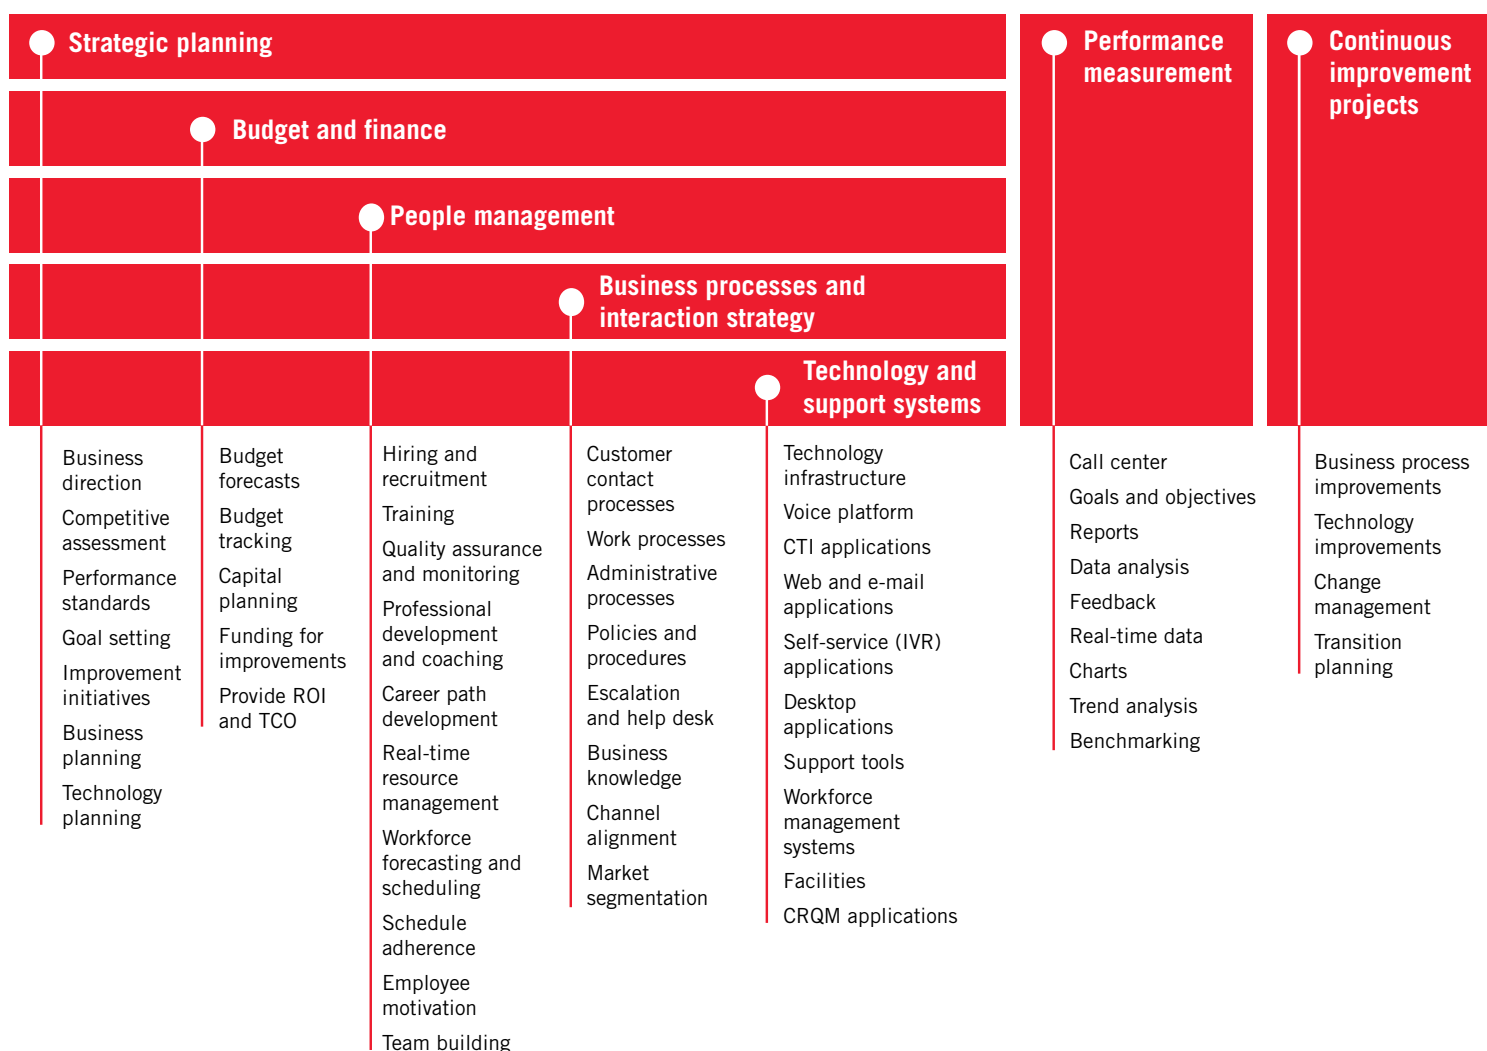 Strategic planning
Budget and finance
People management
Business processes and
interaction strategy
Technology and
support systems
Performance
measurement
Continuous
improvement
projects
Business
direction
Competitive
assessment
Performance
standards
Goal setting
Improvement
initiatives
Business
planning
Technology
planning
Budget
forecasts
Budget
tracking
Capital
planning
Funding for
improvements
Provide ROI
and TCO
Hiring and
recruitment
Training
Quality assurance
and monitoring
Professional
development
and coaching
Career path
development
Real-time
resource
management
Workforce
forecasting and
scheduling
Schedule
adherence
Employee
motivation
Team building
Customer
contact
processes
Work processes
Administrative
processes
Policies and
procedures
Escalation
and help desk
Business
knowledge
Channel
alignment
Market
segmentation
Technology
infrastructure
Voice platform
CTI applications
Web and e-mail
applications
Self-service (IVR)
applications
Desktop
applications
Support tools
Workforce
management
systems
Facilities
CRQM applications
Call center
Goals and objectives
Reports
Data analysis
Feedback
Real-time data
Charts
Trend analysis
Benchmarking
Business process
improvements
Technology
improvements
Change
management
Transition
planning